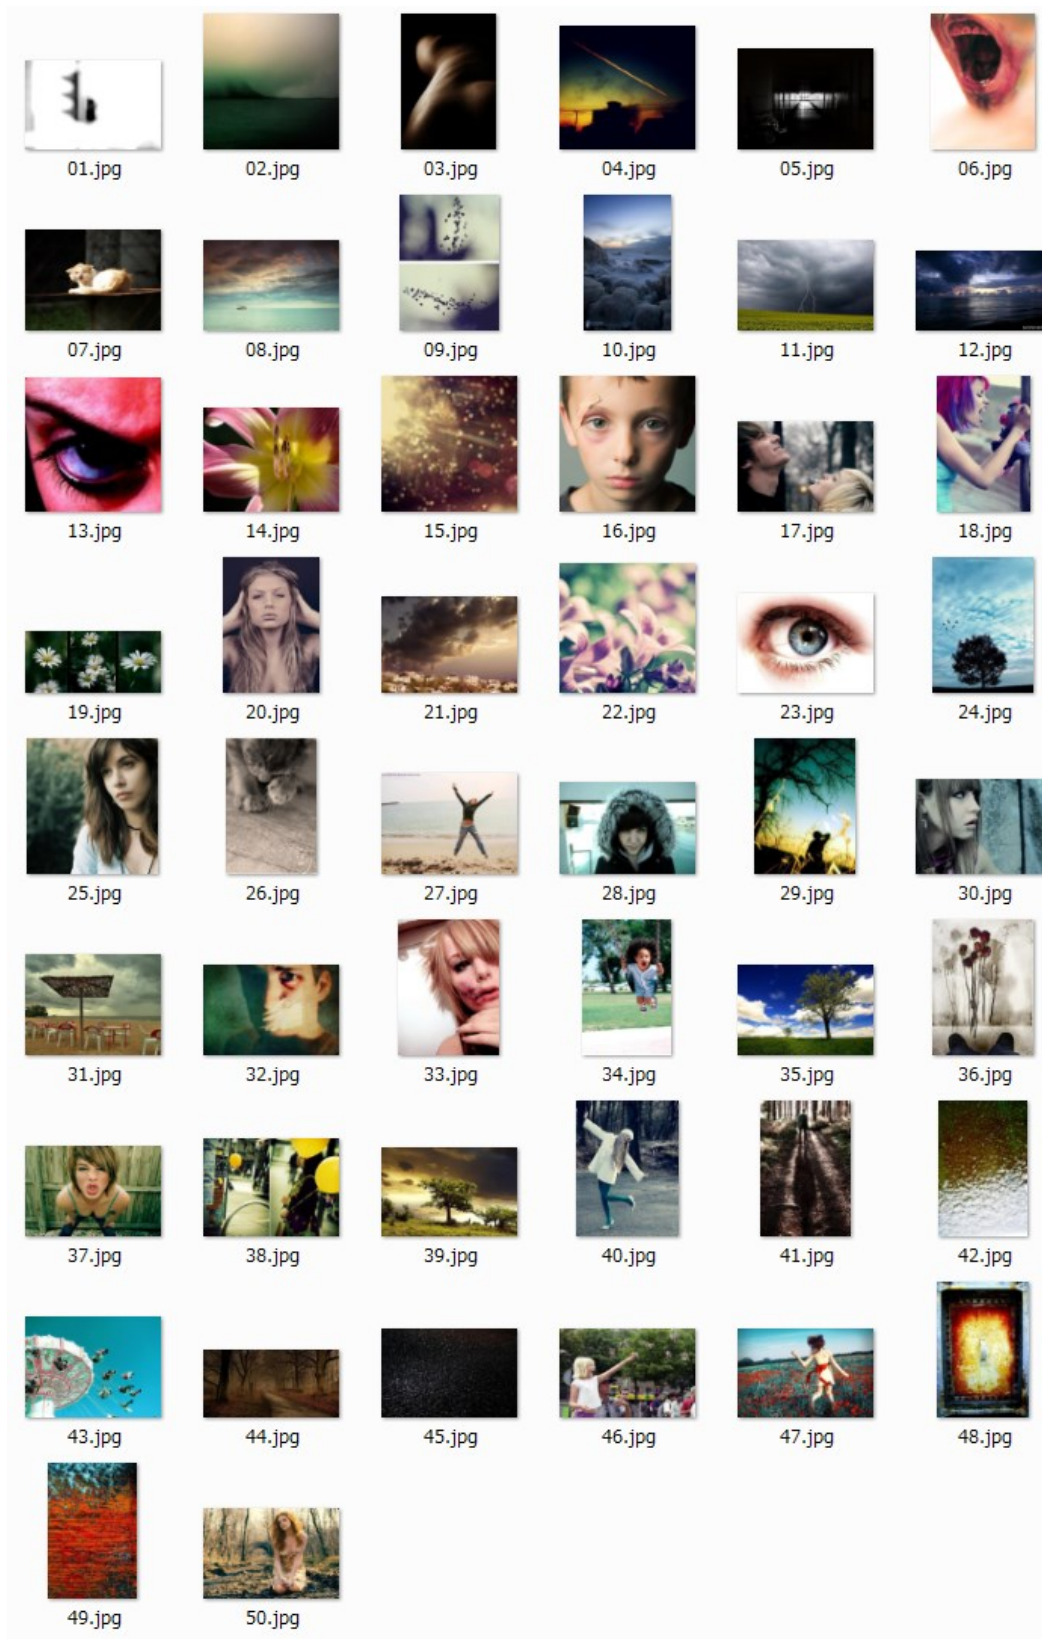 01.jpg 02.jpg 03.jpg 04.jpg 05.jpg 06.jpg
07.jpg 08.jpg 09.jpg 10.jpg 11.jpg 12.jpg
13.jpg 14.jpg 15.jpg 16.jpg 17.jpg 18.jpg
19.jpg 20.jpg 21.jpg 22.jpg 23.jpg 24.jpg
25.jpg 26.jpg 27.jpg 28.jpg 29.jpg 30.jpg
31.jpg 32.jpg 33.jpg 34.jpg 35.jpg 36.jpg
37.jpg 38.jpg 39.jpg 40.jpg 41.jpg 42.jpg
43.jpg 44.jpg 45.jpg 46.jpg 47.jpg 48.jpg
49.jpg 50.jpg